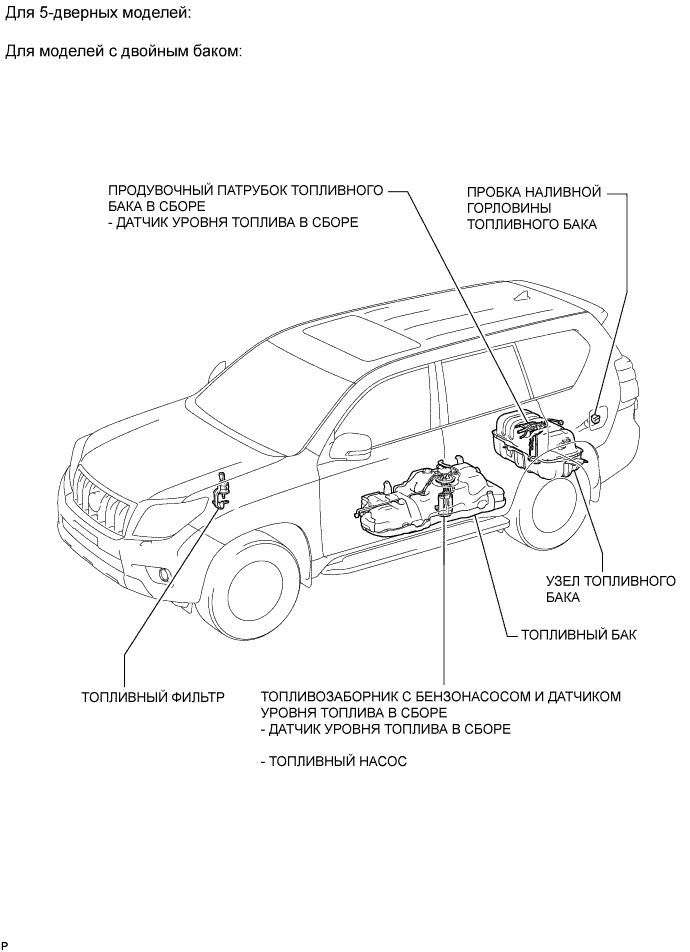 Для 5-дверных моделей:
Для моделей с двойным баком:
ПРОДУВОЧНЫЙ ПАТРУБОК ТОПЛИВНОГО
БАКА В СБОРЕ
- ДАТЧИК УРОВНЯ ТОПЛИВА В СБОРЕ
ПРОБКА НАЛИВНОЙ
ГОРЛОВИНЫ
ТОПЛИВНОГО БАКА
УЗЕЛ ТОПЛИВНОГО
БАКА
ТОПЛИВНЫЙ БАК
ТОПЛИВНЫЙ ФИЛЬТР
ТОПЛИВОЗАБОРНИК С БЕНЗОНАСОСОМ И ДАТЧИКОМ
УРОВНЯ ТОПЛИВА В СБОРЕ
- ДАТЧИК УРОВНЯ ТОПЛИВА В СБОРЕ
- ТОПЛИВНЫЙ НАСОС
P